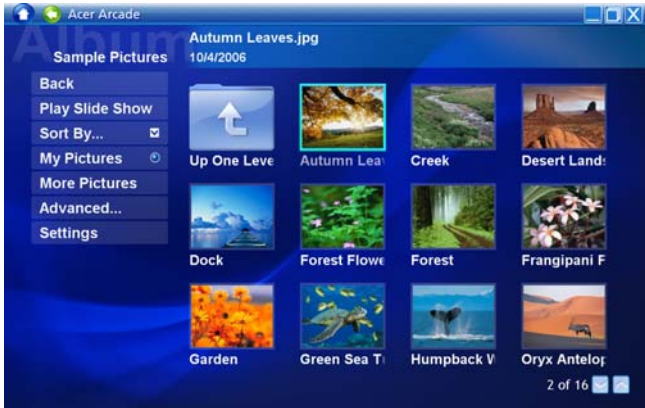 Acer Arcade
Album
Sample Pictures
Autumn Leaves.jpg
10/4/2006
Back
Play Slide Show
Sort By...
My Pictures
More Pictures
Advanced...
Settings
Up One Leve
Autumn Lea
Creek
Desert Land
Dock
Forest Flowe
Forest
Frangipani F
Garden
Green Sea T
Humpback W
Oryx Antelop
2 of 16